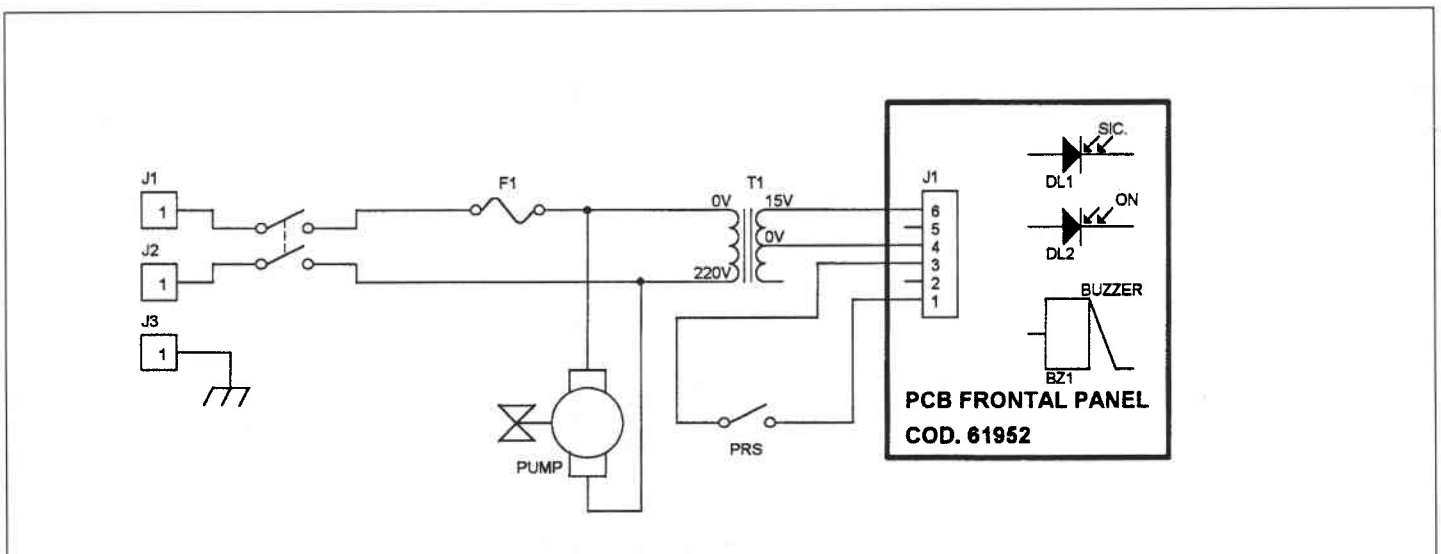 J1
1
J2
1
J3
1
F1
PUMP
T1
0V
220V
15V
0V
PRS
J1
6
5
4
3
2
1
SIC.
DL1
ON
DL2
BUZZER
BZ1
PCB FRONTAL PANEL
COD. 61952